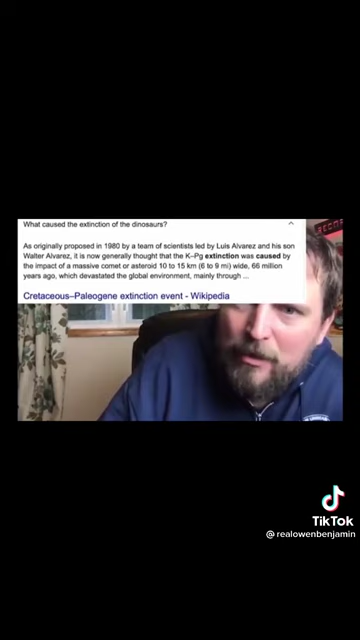 What caused the extinction of the dinosaurs?
As originally proposed in 1980 by a team of scientists led by Luis Alvarez and his son
Walter Alvarez, it is now generally thought that the K–Pg extinction was caused by
the impact of a massive comet or asteroid 10 to 15 km (6 to 9 mi) wide, 66 million
years ago, which devastated the global environment, mainly through ...
Cretaceous–Paleogene extinction event - Wikipedia
TikTok
@realowenbenjamin